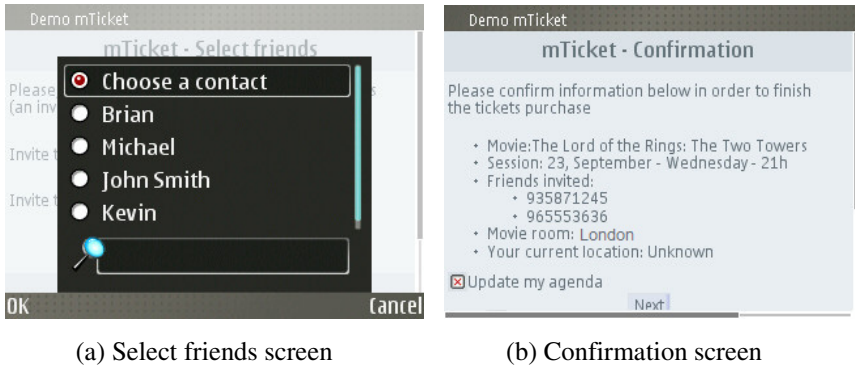 Demo mTicket
mTicket - Select friends
Please
(an inv
Invite t
Invite t
Choose a contact
Brian
Michael
John Smith
Kevin
OK
Cancel
(a) Select friends screen
Demo mTicket
mTicket - Confirmation
Please confirm information below in order to finish
the tickets purchase
Movie:The Lord of the Rings: The Two Towers
Session: 23, September - Wednesday - 21h
Friends invited:
935871245
965553636
Movie room: London
Your current location: Unknown
Update my agenda
Next
(b) Confirmation screen